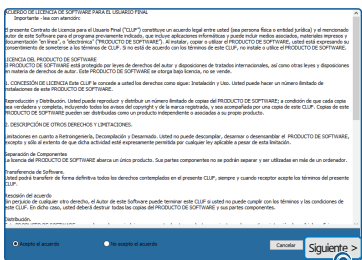 ACUERDO DE LICENCIA DE SOFTWARE PARA EL USUARIO FINAL
Importante - lea con atención:
El presente Contrato de Licencia para el Usuario Final ("CLUF") constituye un acuerdo legal entre usted (sea persona física o entidad jurídica) y el mencionado
autor de este Software para el programa previamente indicado, que incluye aplicaciones informáticas y puede incluir medios asociados, materiales impresos y
documentación "en línea", o "electrónica" ("PRODUCTO DE SOFTWARE"). Al instalar, copiar o utilizar el PRODUCTO DE SOFTWARE, usted está expresando su
consentimiento de someterse a los términos de CLUF. Si no está de acuerdo con los términos de este CLUF, no instale o utilice el PRODUCTO DE SOFTWARE.
LICENCIA DEL PRODUCTO DE SOFTWARE
El PRODUCTO DE SOFTWARE está protegido por leyes de derechos del autor y disposiciones de tratados internacionales, así como otras leyes y disposiciones
en materia de derechos de autor. Este PRODUCTO DE SOFTWARE se otorga bajo licencia, no se vende.
1. CONCESIÓN DE LICENCIA Este CLUF le concede a usted los derechos como sigue: Instalación y Uso. Usted puede hacer un número ilimitado de
instalaciones de este PRODUCTO DE SOFTWARE.
Reproducción y Distribución. Usted puede reproducir y distribuir un número ilimitado de copias del PRODUCTO DE SOFTWARE; a condición de que cada copia
sea verdadera y completa, incluyendo todos los avisos del copyright y de la marca registrada, y sea acompañada por una copia de este CLUF. Copias de este
PRODUCTO DE SOFTWARE pueden ser distribuidas como un producto independiente o asociadas a su propio producto.
2. DESCRIPCIÓN DE OTROS DERECHOS Y LIMITACIONES.
Limitaciones en cuanto a Retroingeniería, Decompilación y Desarmado. Usted no puede descompilar, desarmar o desensamblar el PRODUCTO DE SOFTWARE,
excepto y sólo al extento de que dicha actividad esté expresamente permitida por cualquier ley aplicable a pesar de esta limitación.
Separación de Componentes
La licencia del PRODUCTO DE SOFTWARE abarca un único producto. Sus partes componentes no se podrán separar y ser utilizadas en más de un ordenador.
Transferencia de Software.
Usted podrá transferir de forma definitiva todos los derechos contemplados en el presente CLUF, siempre y cuando receptor acepte los términos del presente
CLUF.
Rescisión del acuerdo
Sin perjuicio de cualquier otro derecho, el Autor de este Software puede terminar este CLUF si usted no puede cumplir con los términos y las condiciones de
este CLUF. En dicho caso, usted deberá destruir todas las copias del PRODUCTO DE SOFTWARE y sus partes componentes.
Distribución.
Acepto el acuerdo
No acepto el acuerdo
Cancelar
Siguiente >